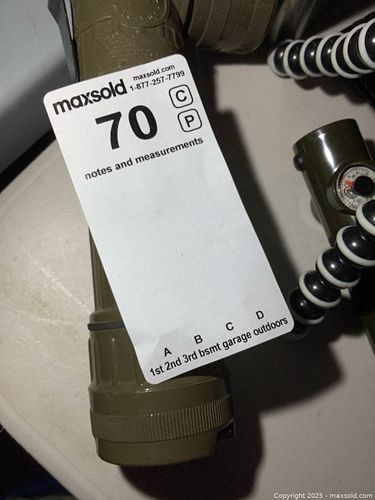 maxsold
maxsold.com
1-877-257-7799
70
C
P
notes and measurements
A B C D
1st 2nd 3rd bsmt garage outdoors
Copyright 2025 - maxsold.com